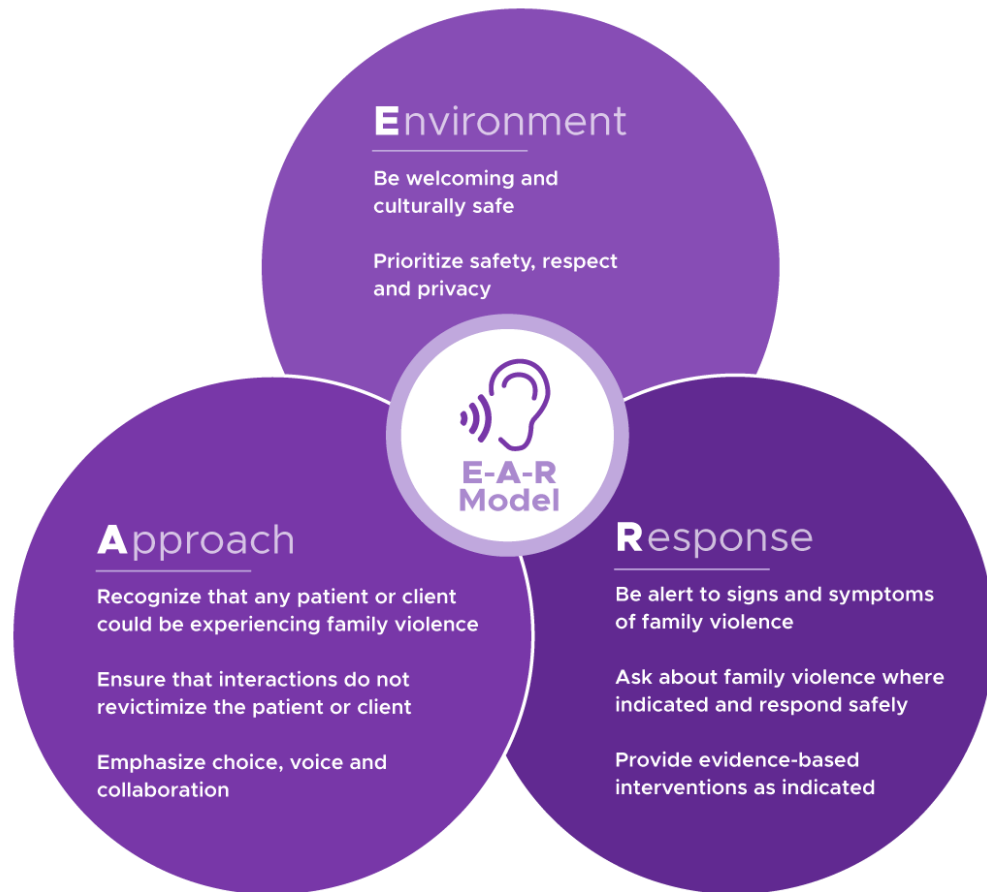 Environment
Be welcoming and
culturally safe
Prioritize safety, respect
and privacy
E-A-R
Model
Approach
Recognize that any patient or client
could be experiencing family violence
Ensure that interactions do not
revictimize the patient or client
Emphasize choice, voice and
collaboration
Response
Be alert to signs and symptoms
of family violence
Ask about family violence where
indicated and respond safely
Provide evidence-based
interventions as indicated